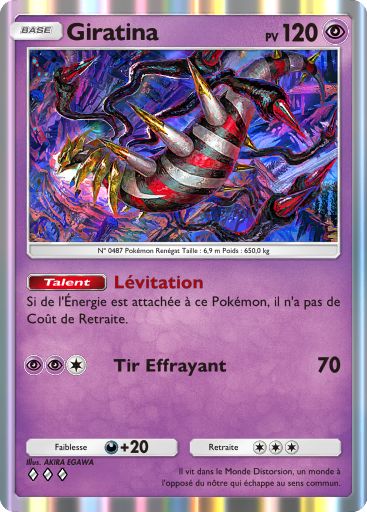 BASE Giratina PV 120
N° 0487 Pokémon Renégat Taille : 6,9 m Poids : 650,0 kg
Talent Lévitation
Si de l'Énergie est attachée à ce Pokémon, il n'a pas de
Coût de Retraite.
Tir Effrayant 70
Faiblesse +20 Retraite
Illus. AKIRA EGAWA
Il vit dans le Monde Distorsion, un monde à
l'opposé du nôtre qui échappe au sens commun.